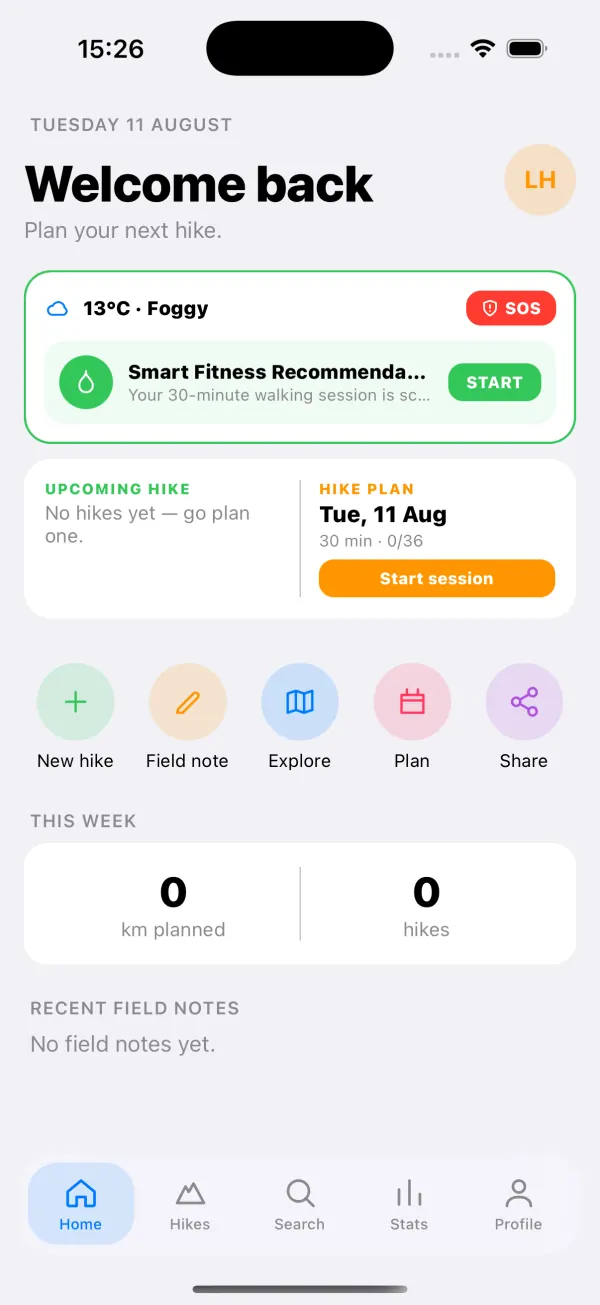 15:26
TUESDAY 11 AUGUST
Welcome back
LH
Plan your next hike.
13°C · Foggy
SOS
Smart Fitness Recommenda...
Your 30-minute walking session is sc...
START
UPCOMING HIKE
No hikes yet — go plan
one.
HIKE PLAN
Tue, 11 Aug
30 min · 0/36
Start session
New hike
Field note
Explore
Plan
Share
THIS WEEK
0
km planned
0
hikes
RECENT FIELD NOTES
No field notes yet.
Home
Hikes
Search
Stats
Profile